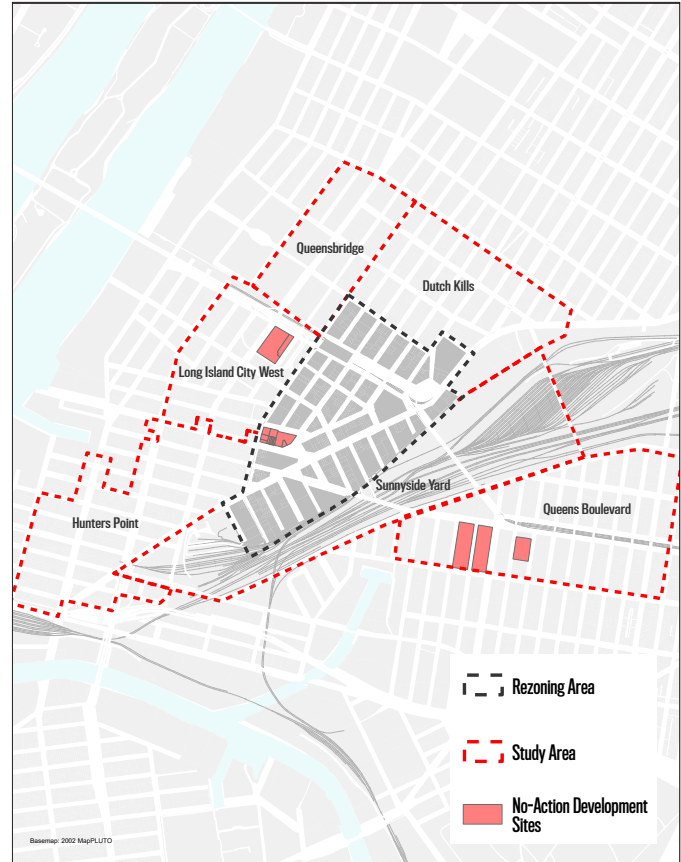 Queensbridge
Dutch Kills
Long Island City West
Sunnyside Yard
Queens Boulevard
Hunters Point
Rezoning Area
Study Area
No-Action Development
Sites
Basemap: 2002 MapPLUTO